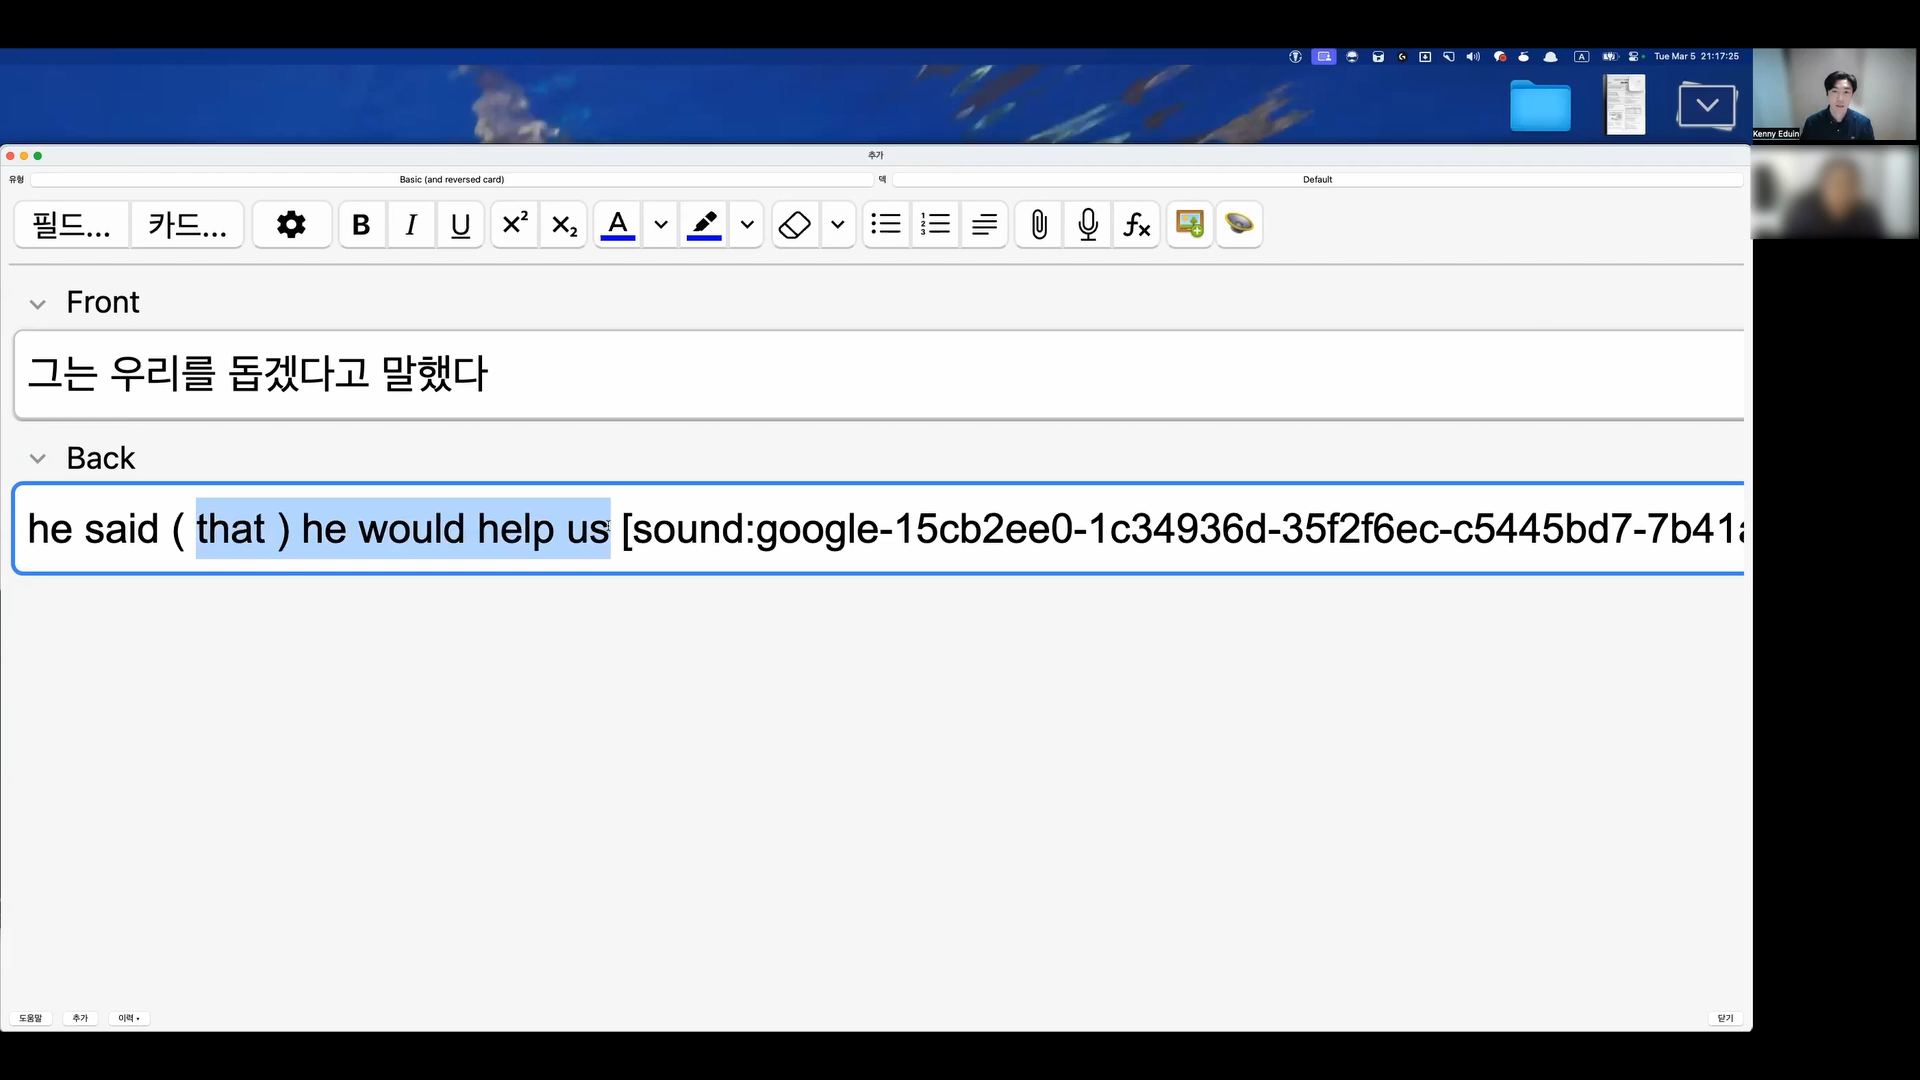 Tue Mar 5 21:17:25
Kenny Eduin
추가
유형
Basic (and reversed card)
덱
Default
필드...
카드...
Front
그는 우리를 돕겠다고 말했다
Back
he said ( that ) he would help us [sound:google-15cb2ee0-1c34936d-35f2f6ec-c5445bd7-7b41a
도움말
추가
이력
닫기